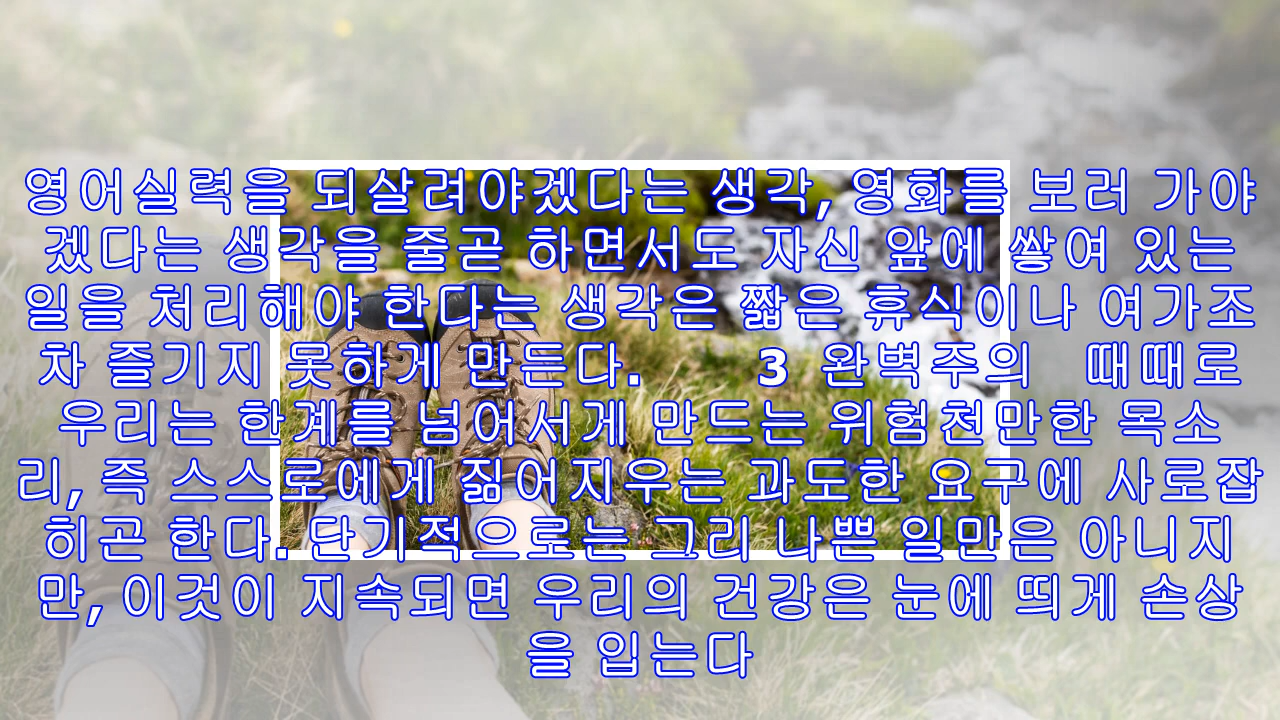 영어실력을 되살려야겠다는 생각, 영화를 보러 가야
겠다는 생각을 줄곧 하면서도 자신 앞에 쌓여 있는
일을 처리해야 한다는 생각은 짧은 휴식이나 여가조
차 즐기지 못하게 만든다. 3 완벽주의 때때로
우리는 한계를 넘어서게 만드는 위험천만한 목소
리, 즉 스스로에게 짊어지우는 과도한 요구에 사로잡
히곤 한다. 단기적으로는 그리 나쁜 일만은 아니지
만, 이것이 지속되면 우리의 건강은 눈에 띄게 손상
을 입는다